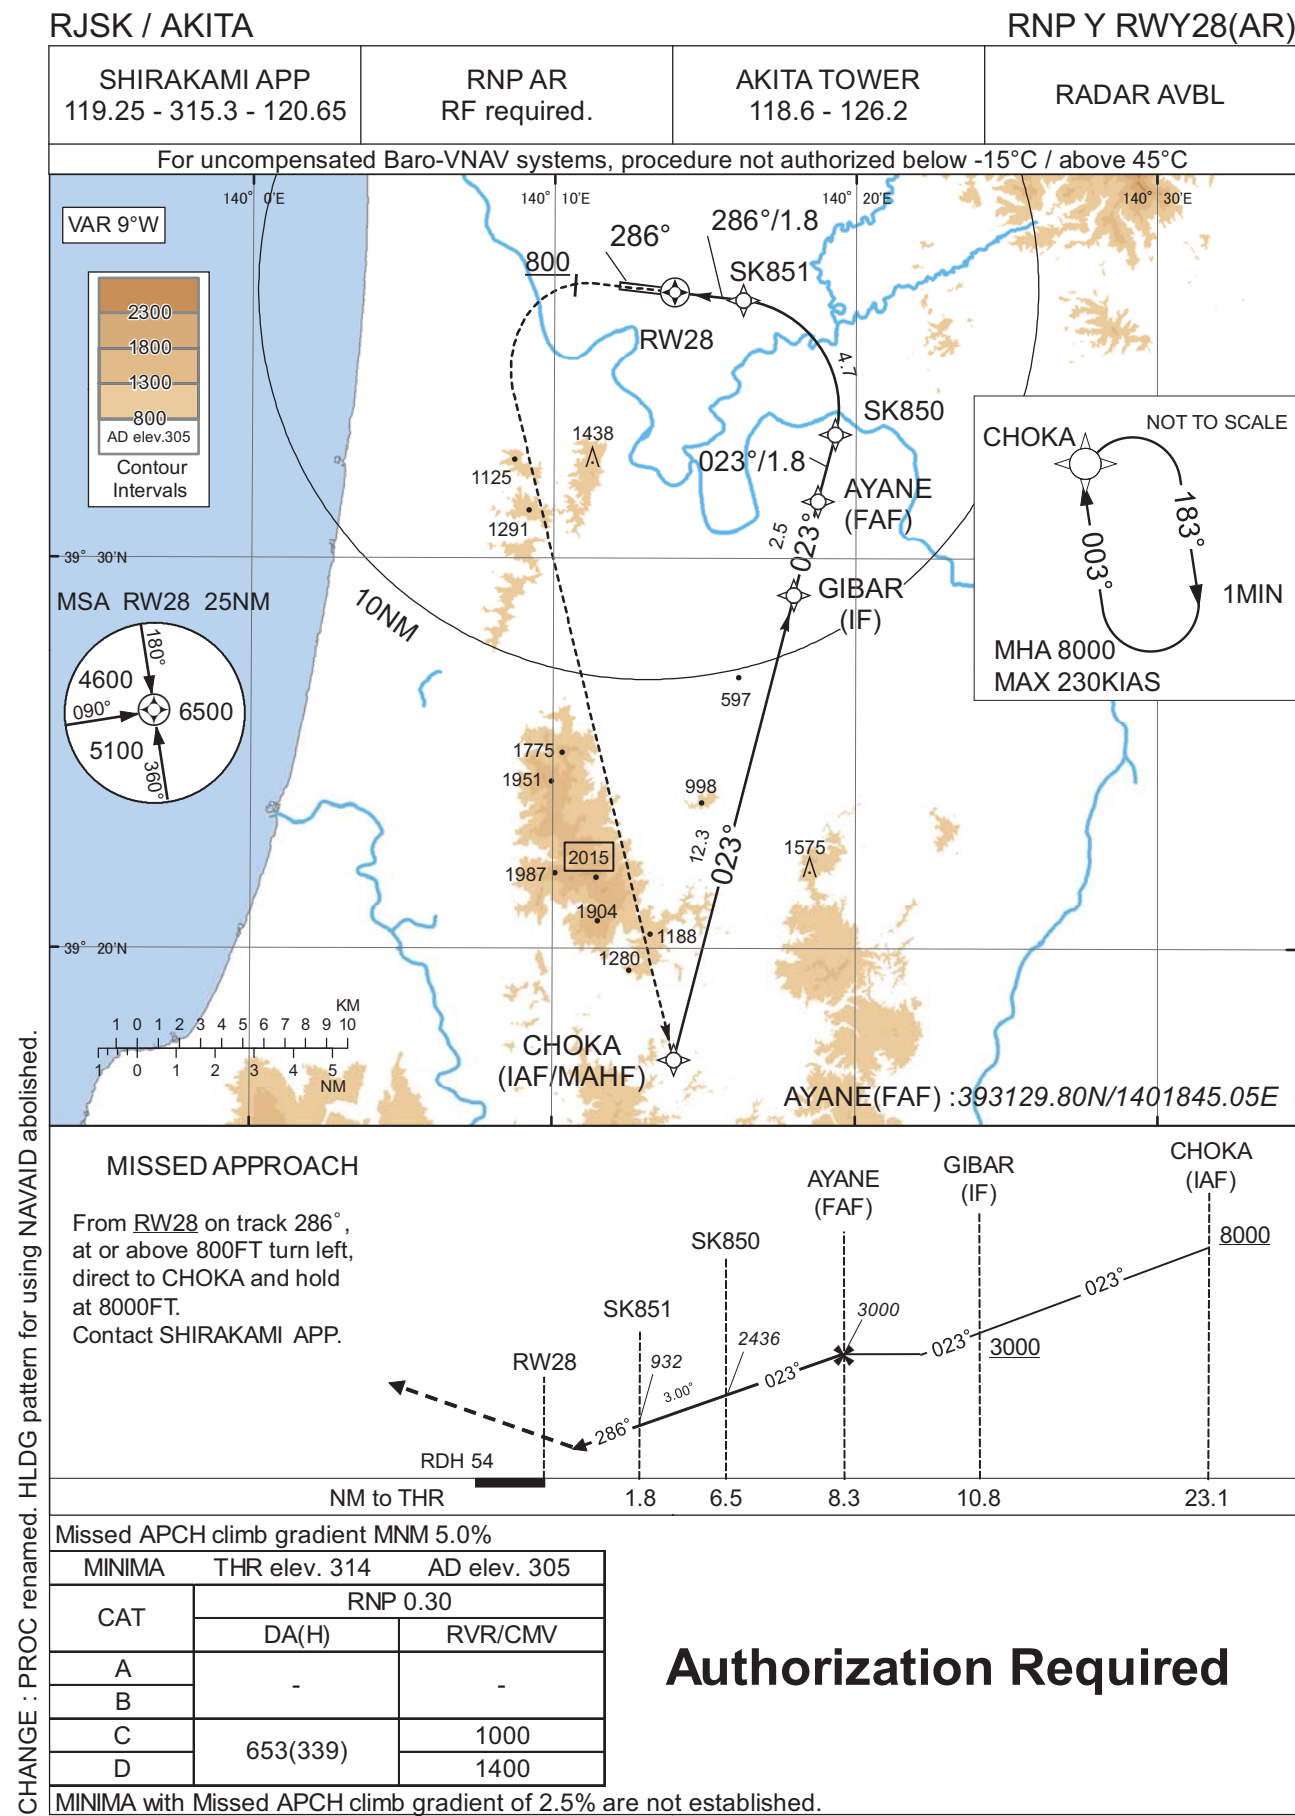 RJSK / AKITA
RNP Y RWY28(AR)
SHIRAKAMI APP
119.25 - 315.3 - 120.65
RNP AR
RF required.
AKITA TOWER
118.6 - 126.2
RADAR AVBL
For uncompensated Baro-VNAV systems, procedure not authorized below -15°C / above 45°C
140° 0'E
140° 10'E
140° 20'E
140° 30'E
VAR 9°W
2300
1800
1300
800
AD elev.305
Contour
Intervals
800
286°
286°/1.8
SK851
RW28
4.7
SK850
023°/1.8
AYANE
(FAF)
2.5
023°
GIBAR
(IF)
1438
1125
1291
39° 30'N
10NM
CHOKA
NOT TO SCALE
183°
003°
1MIN
MHA 8000
MAX 230KIAS
MSA RW28 25NM
180°
4600
090°
6500
5100
360°
597
1775
1951
998
12.3
023°
1575
2015
1987
1904
1188
1280
39° 20'N
KM
1 0 1 2 3 4 5 6 7 8 9 10
1 0 1 2 3 4 5
NM
CHOKA
(IAF/MAHF)
AYANE(FAF) :393129.80N/1401845.05E
MISSED APPROACH
From RW28 on track 286°,
at or above 800FT turn left,
direct to CHOKA and hold
at 8000FT.
Contact SHIRAKAMI APP.
CHOKA
(IAF)
GIBAR
(IF)
AYANE
(FAF)
SK850
SK851
RW28
8000
023°
3000
023°
3000
2436
023°
932
3.00°
286°
RDH 54
NM to THR
1.8
6.5
8.3
10.8
23.1
Missed APCH climb gradient MNM 5.0%
MINIMA THR elev. 314 AD elev. 305
CAT
RNP 0.30
DA(H)
RVR/CMV
A
B
-
-
C
653(339)
1000
D
1400
MINIMA with Missed APCH climb gradient of 2.5% are not established.
Authorization Required
CHANGE : PROC renamed. HLDG pattern for using NAVAID abolished.